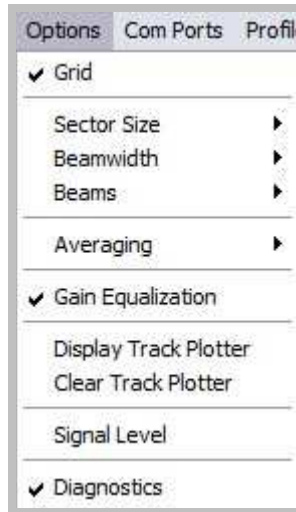 Options Com Ports Profil
Grid
Sector Size
Beamwidth
Beams
Averaging
Gain Equalization
Display Track Plotter
Clear Track Plotter
Signal Level
Diagnostics